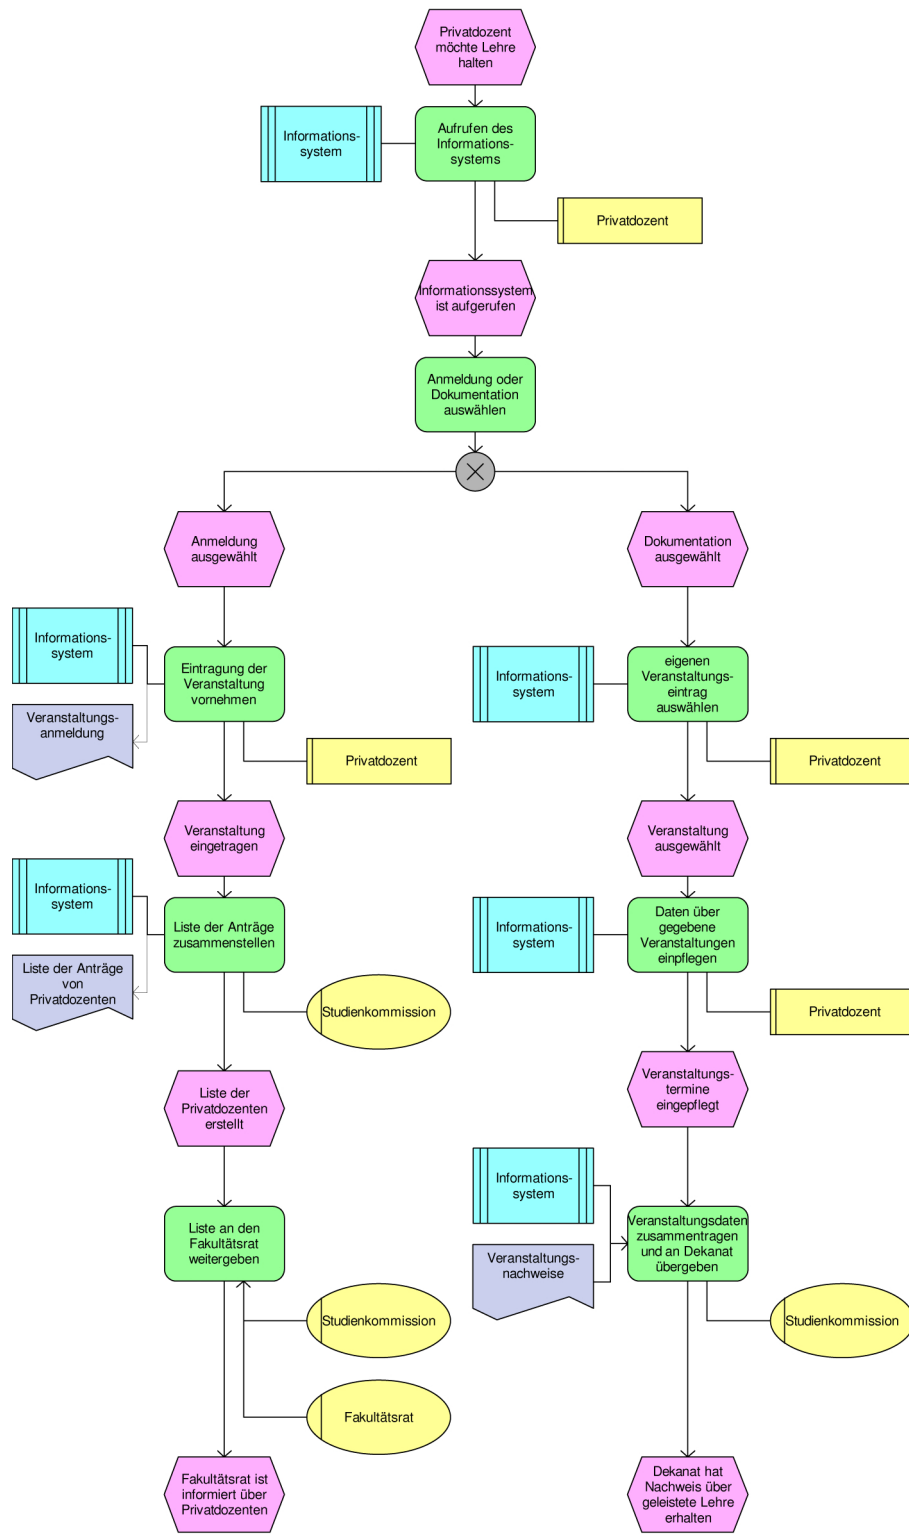 Privatdozent
möchte Lehre
halten
Informations-
system
Aufrufen des
Informations-
systems
Privatdozent
Informationssystem
ist aufgerufen
Anmeldung oder
Dokumentation
auswählen
Anmeldung
ausgewählt
Dokumentation
ausgewählt
Informations-
system
Eintragung der
Veranstaltung
vornehmen
Veranstaltungs-
anmeldung
Privatdozent
Informations-
system
eigenen
Veranstaltungs-
eintrag
auswählen
Privatdozent
Veranstaltung
eingetragen
Veranstaltung
ausgewählt
Informations-
system
Liste der Anträge
zusammenstellen
Liste der Anträge
von
Privatdozenten
Studienkommission
Informations-
system
Daten über
gegebene
Veranstaltungen
einpflegen
Privatdozent
Liste der
Privatdozenten
erstellt
Veranstaltungs-
termine
eingepflegt
Liste an den
Fakultätsrat
weitergeben
Studienkommission
Fakultätsrat
Informations-
system
Veranstaltungs-
nachweise
Veranstaltungsdaten
zusammentragen
und an Dekanat
übergeben
Studienkommission
Fakultätsrat ist
informiert über
Privatdozenten
Dekanat hat
Nachweis über
geleistete Lehre
erhalten